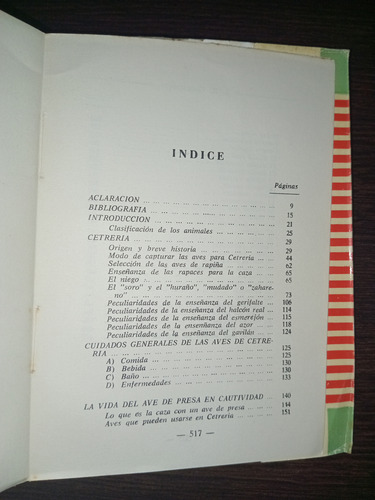 INDICE
Páginas
ACLARACION ... ... ... ... ... ... ... ... ... ... 9
BIBLIOGRAFIA ... ... ... ... ... ... ... ... ... 15
INTRODUCCION ... ... ... ... ... ... ... ... ... 21
Clasificación de los animales ... ... ... ... ... 25
CETRERIA ... ... ... ... ... ... ... ... ... ... 29
Origen y breve historia ... ... ... ... ... ... 29
Modo de capturar las aves para Cetrería ... ... 44
Selección de las aves de rapiña ... ... ... ... 62
Enseñanza de las rapaces para la caza ... ... 65
El niego ... ... ... ... ... ... ... ... ... ... 65
El "soro" y el "huraño", "mudado" o "zahare-
no" ... ... ... ... ... ... ... ... ... ... 73
Peculiaridades de la enseñanza del gerifalte ... 106
Peculiaridades de la enseñanza del halcón real ... 114
Peculiaridades de la enseñanza del esmerejón ... 115
Peculiaridades de la enseñanza del azor ... ... 118
Peculiaridades de la enseñanza del gavilán ... 124
CUIDADOS GENERALES DE LAS AVES DE CETRE-
RIA ... ... ... ... ... ... ... ... ... ... 125
A) Comida ... ... ... ... ... ... ... ... ... 125
B) Bebida ... ... ... ... ... ... ... ... ... 130
C) Baño ... ... ... ... ... ... ... ... ... 130
D) Enfermedades ... ... ... ... ... ... ... 133
LA VIDA DEL AVE DE PRESA EN CAUTIVIDAD ... 140
Lo que es la caza con un ave de presa ... ... 144
Aves que pueden usarse en Cetrería ... ... ... 151
— 517 —